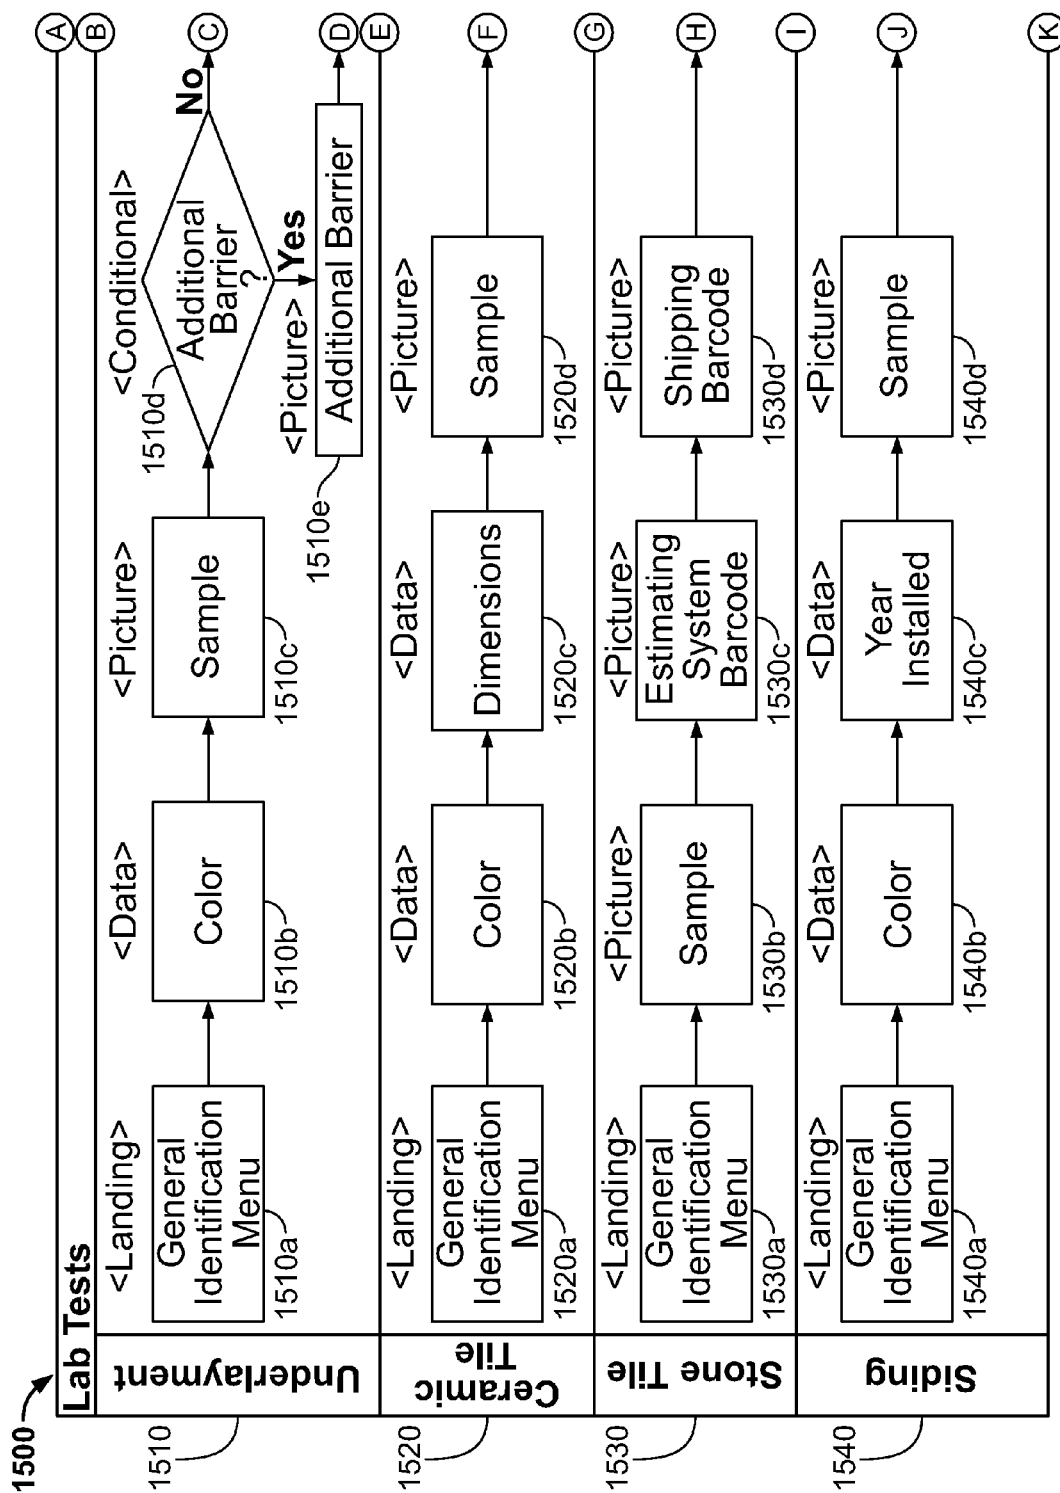 1500
Lab Tests
A
B
1510
Underlayment
<Landing>
General
Identification
Menu
1510a
<Data>
Color
1510b
<Picture>
Sample
1510c
<Conditional>
Additional
Barrier
?
1510d
No
C
Yes
<Picture>
Additional Barrier
1510e
D
E
1520
Ceramic
Tile
<Landing>
General
Identification
Menu
1520a
<Data>
Color
1520b
<Data>
Dimensions
1520c
<Picture>
Sample
1520d
F
G
1530
Stone Tile
<Landing>
General
Identification
Menu
1530a
<Picture>
Sample
1530b
<Picture>
Estimating
System
Barcode
1530c
<Picture>
Shipping
Barcode
1530d
H
I
1540
Siding
<Landing>
General
Identification
Menu
1540a
<Data>
Color
1540b
<Data>
Year
Installed
1540c
<Picture>
Sample
1540d
J
K